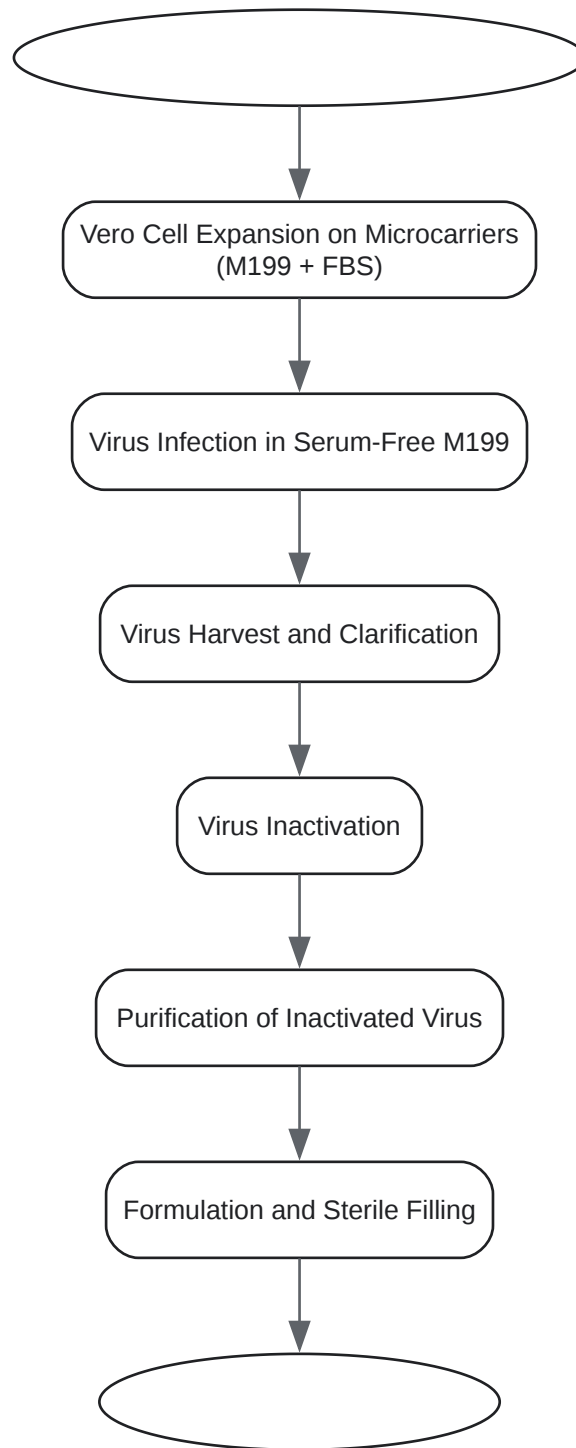 Vero Cell Expansion on Microcarriers
(M199 + FBS)
Virus Infection in Serum-Free M199
Virus Harvest and Clarification
Virus Inactivation
Purification of Inactivated Virus
Formulation and Sterile Filling